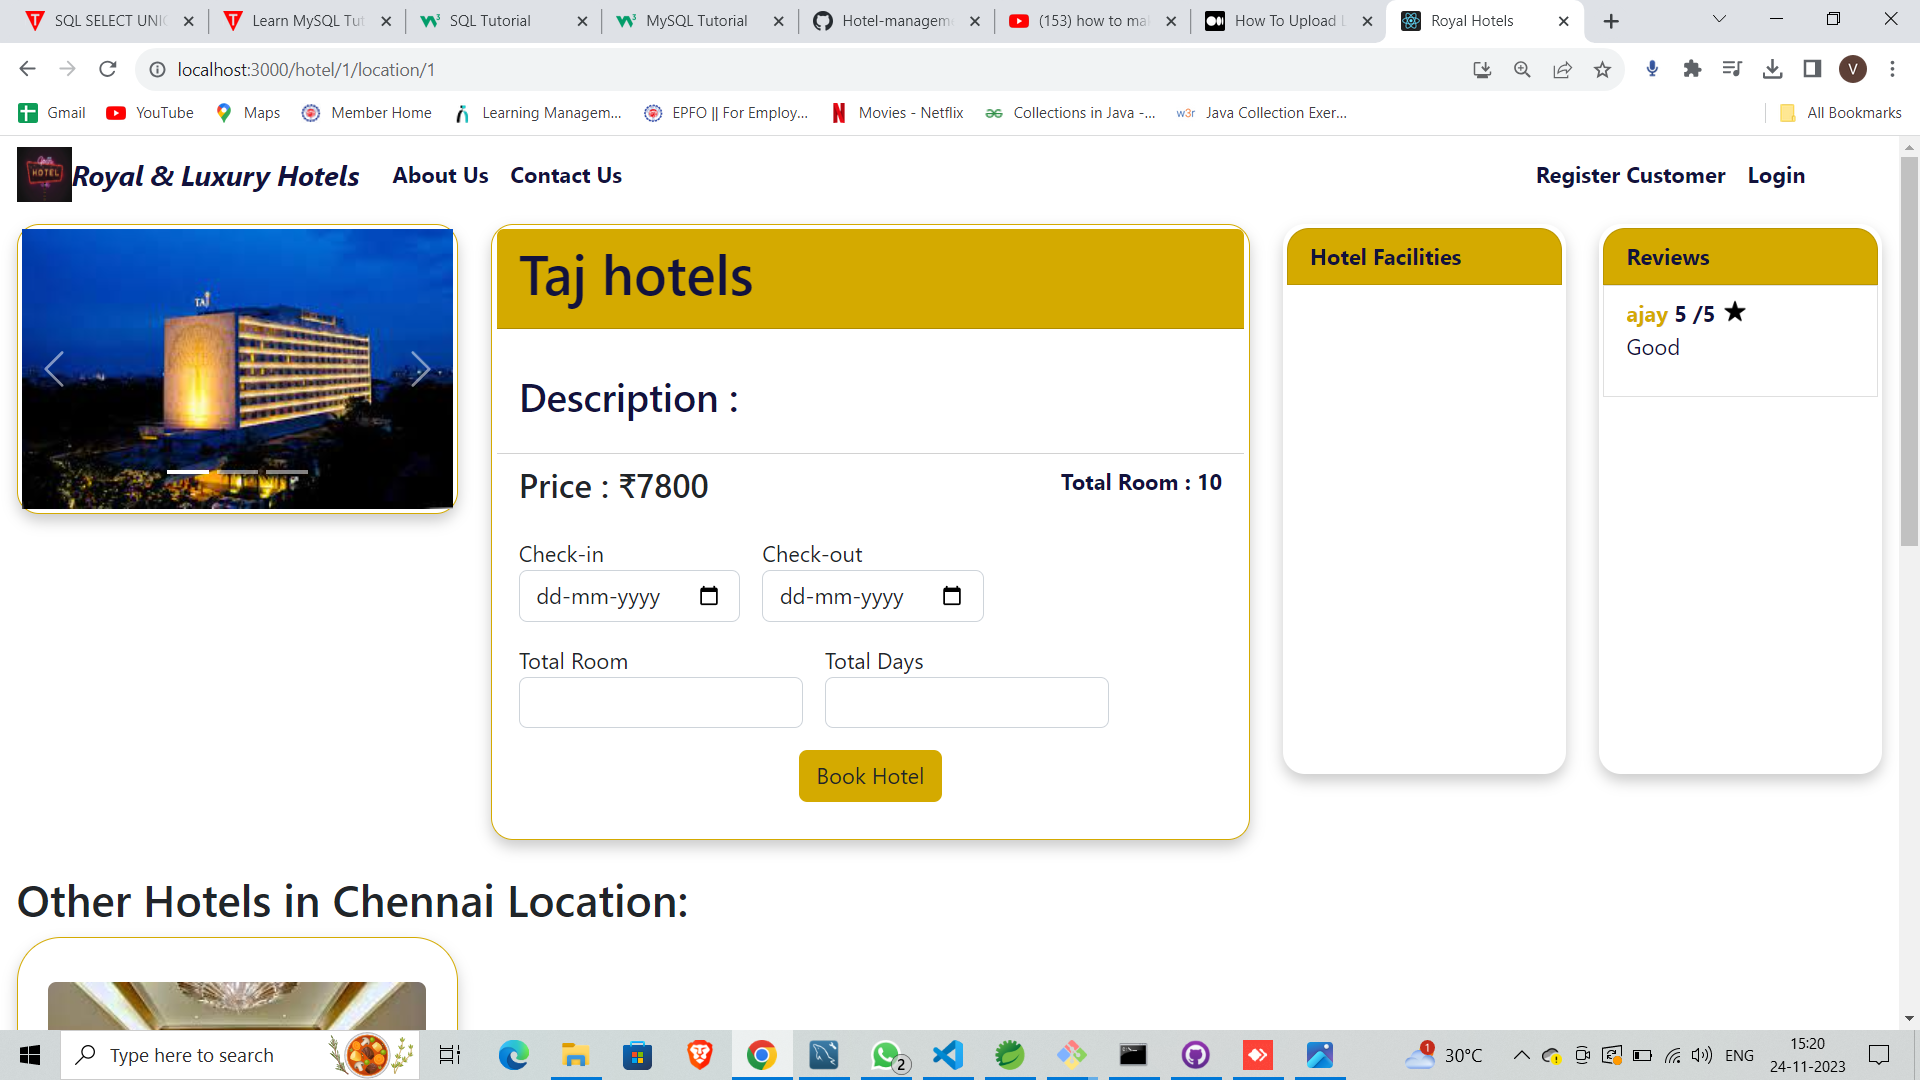 SQL SELECT UNIC
Learn MySQL Tut
SQL Tutorial
MySQL Tutorial
Hotel-managem
(153) how to mak
How To Upload
Royal Hotels
localhost:3000/hotel/1/location/1
V
Gmail
YouTube
Maps
Member Home
Learning Managem...
EPFO || For Employ...
Movies - Netflix
Collections in Java -...
w3r
Java Collection Exer...
All Bookmarks
HOTEL
Royal & Luxury Hotels
About Us
Contact Us
Register Customer
Login
TAJ
Taj hotels
Description :
Price : ₹7800
Total Room : 10
Check-in
Check-out
dd-mm-yyyy
dd-mm-yyyy
Total Room
Total Days
Book Hotel
Hotel Facilities
Reviews
ajay 5 /5 ★
Good
Other Hotels in Chennai Location:
Type here to search
2
1
30°C
ENG
15:20
24-11-2023